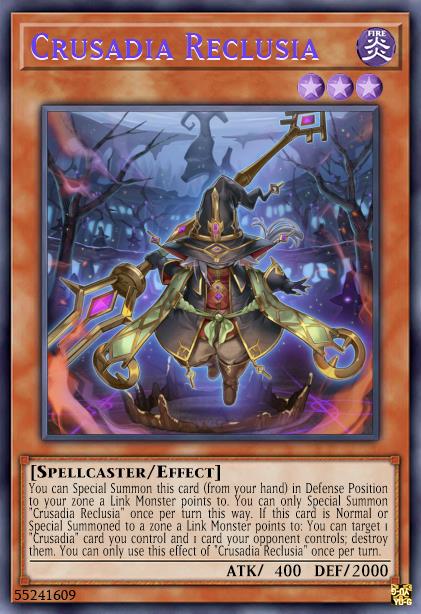 Crusadia Reclusia
FIRE
炎
[Spellcaster/Effect]
You can Special Summon this card (from your hand) in Defense Position
to your zone a Link Monster points to. You can only Special Summon
"Crusadia Reclusia" once per turn this way. If this card is Normal or
Special Summoned to a zone a Link Monster points to: You can target 1
"Crusadia" card you control and 1 card your opponent controls; destroy
them. You can only use this effect of "Crusadia Reclusia" once per turn.
ATK/ 400 DEF/2000
55241609